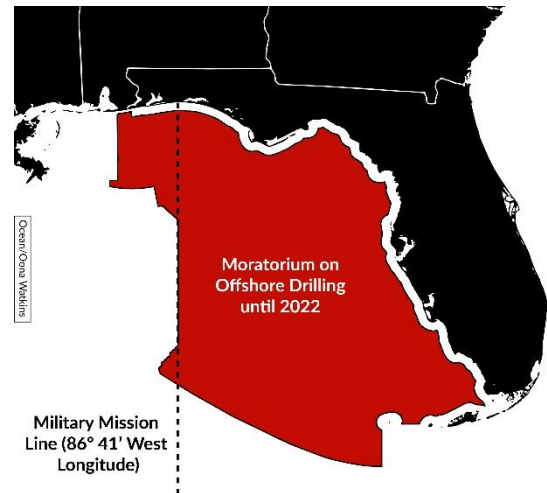 Moratorium on
Offshore Drilling
until 2022
Ocean/Oona Watkins
Military Mission
Line (86° 41' West
Longitude)